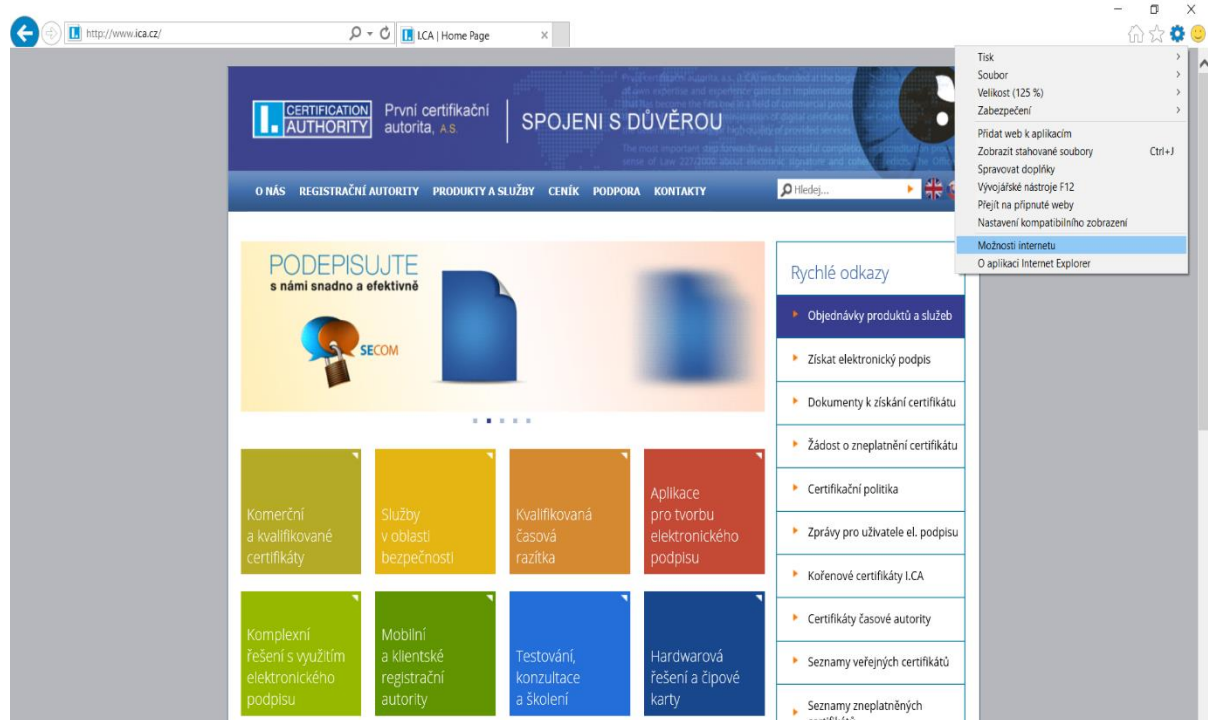 http://www.ica.cz/
I.CA | Home Page
Tisk
Soubor
Velikost (125 %)
Zabezpečení
Přidat web k aplikacím
Zobrazit stahované soubory Ctrl+J
Spravovat doplňky
Vývojářské nástroje F12
Přejít na připnuté weby
Nastavení kompatibilního zobrazení
Možnosti internetu
O aplikaci Internet Explorer
I.
CERTIFICATION
AUTHORITY
První certifikační
autorita, A.S.
SPOJENI S DŮVĚROU
O NÁS REGISTRAČNÍ AUTORITY PRODUKTY A SLUŽBY CENÍK PODPORA KONTAKTY
Hledej...
PODEPISUJTE
s námi snadno a efektivně
SECOM
Komerční
a kvalifikované
certifikáty
Služby
v oblasti
bezpečnosti
Kvalifikovaná
časová
razítka
Aplikace
pro tvorbu
elektronického
podpisu
Komplexní
řešení s využitím
elektronického
podpisu
Mobilní
a klientské
registrační
autority
Testování,
konzultace
a školení
Hardwarová
řešení a čipové
karty
Rychlé odkazy
Objednávky produktů a služeb
Získat elektronický podpis
Dokumenty k získání certifikátu
Žádost o zneplatnění certifikátu
Certifikační politika
Zprávy pro uživatele el. podpisu
Kořenové certifikáty I.CA
Certifikáty časové autority
Seznamy veřejných certifikátů
Seznamy zneplatněných